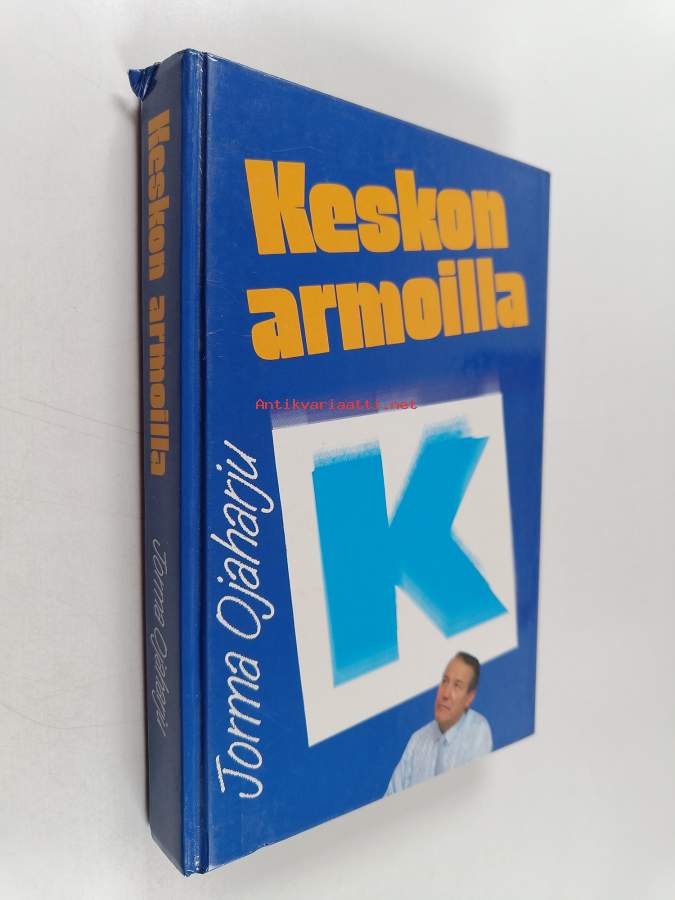 Keskon armoilla
Jorma Ojaharju
Keskon
armoilla
Antikvariaatti.net
K
Jorma Ojaharju